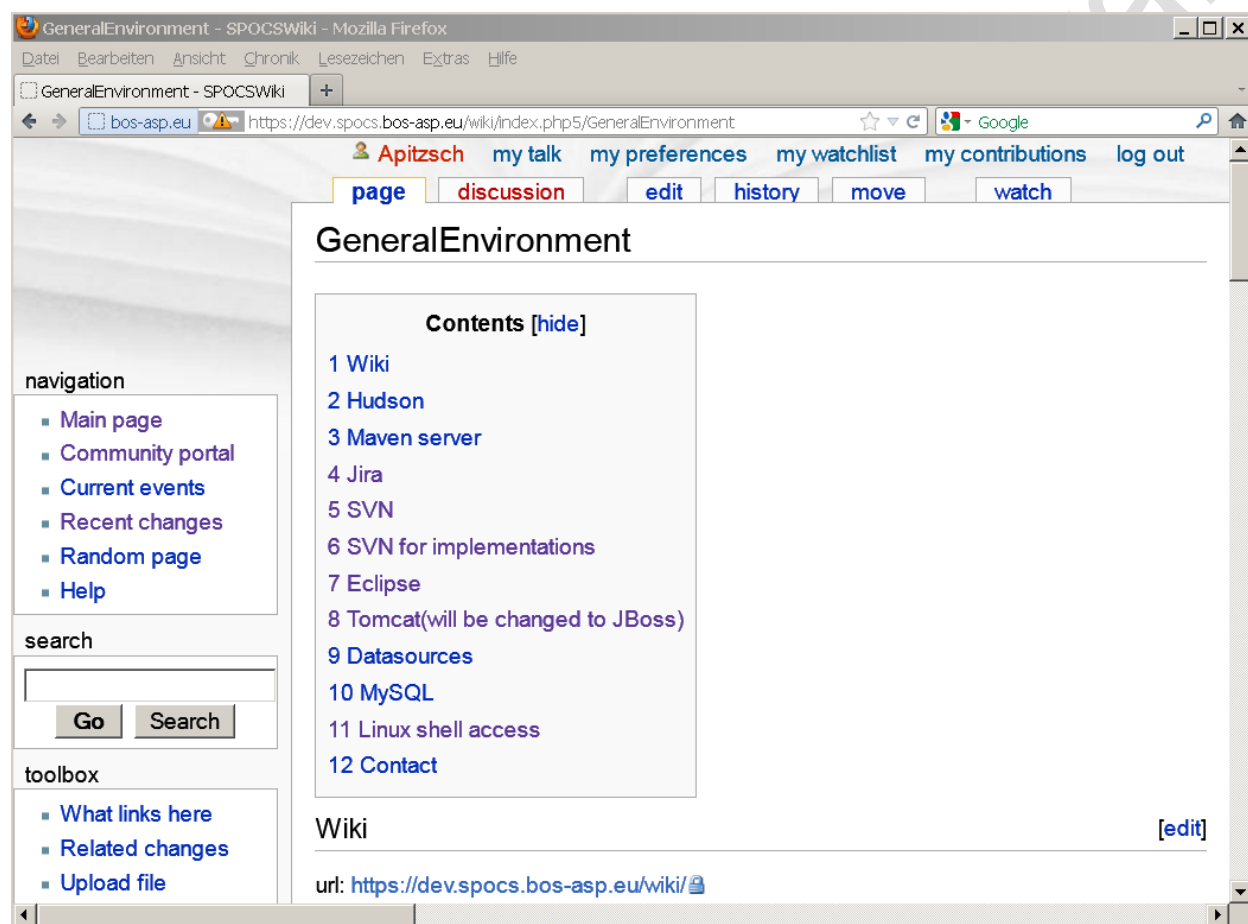 GeneralEnvironment - SPOCSWiki - Mozilla Firefox
Datei Bearbeiten Ansicht Chronik Lesezeichen Extras Hilfe
GeneralEnvironment - SPOCSWiki +
bos-asp.eu https://dev.spocs.bos-asp.eu/wiki/index.php5/GeneralEnvironment Google
Apitzsch my talk my preferences my watchlist my contributions log out
page discussion edit history move watch
GeneralEnvironment
Contents [hide]
1 Wiki
2 Hudson
3 Maven server
4 Jira
5 SVN
6 SVN for implementations
7 Eclipse
8 Tomcat(will be changed to JBoss)
9 Datasources
10 MySQL
11 Linux shell access
12 Contact
navigation
Main page
Community portal
Current events
Recent changes
Random page
Help
search
Go Search
toolbox
What links here
Related changes
Upload file
Wiki [edit]
url: https://dev.spocs.bos-asp.eu/wiki/